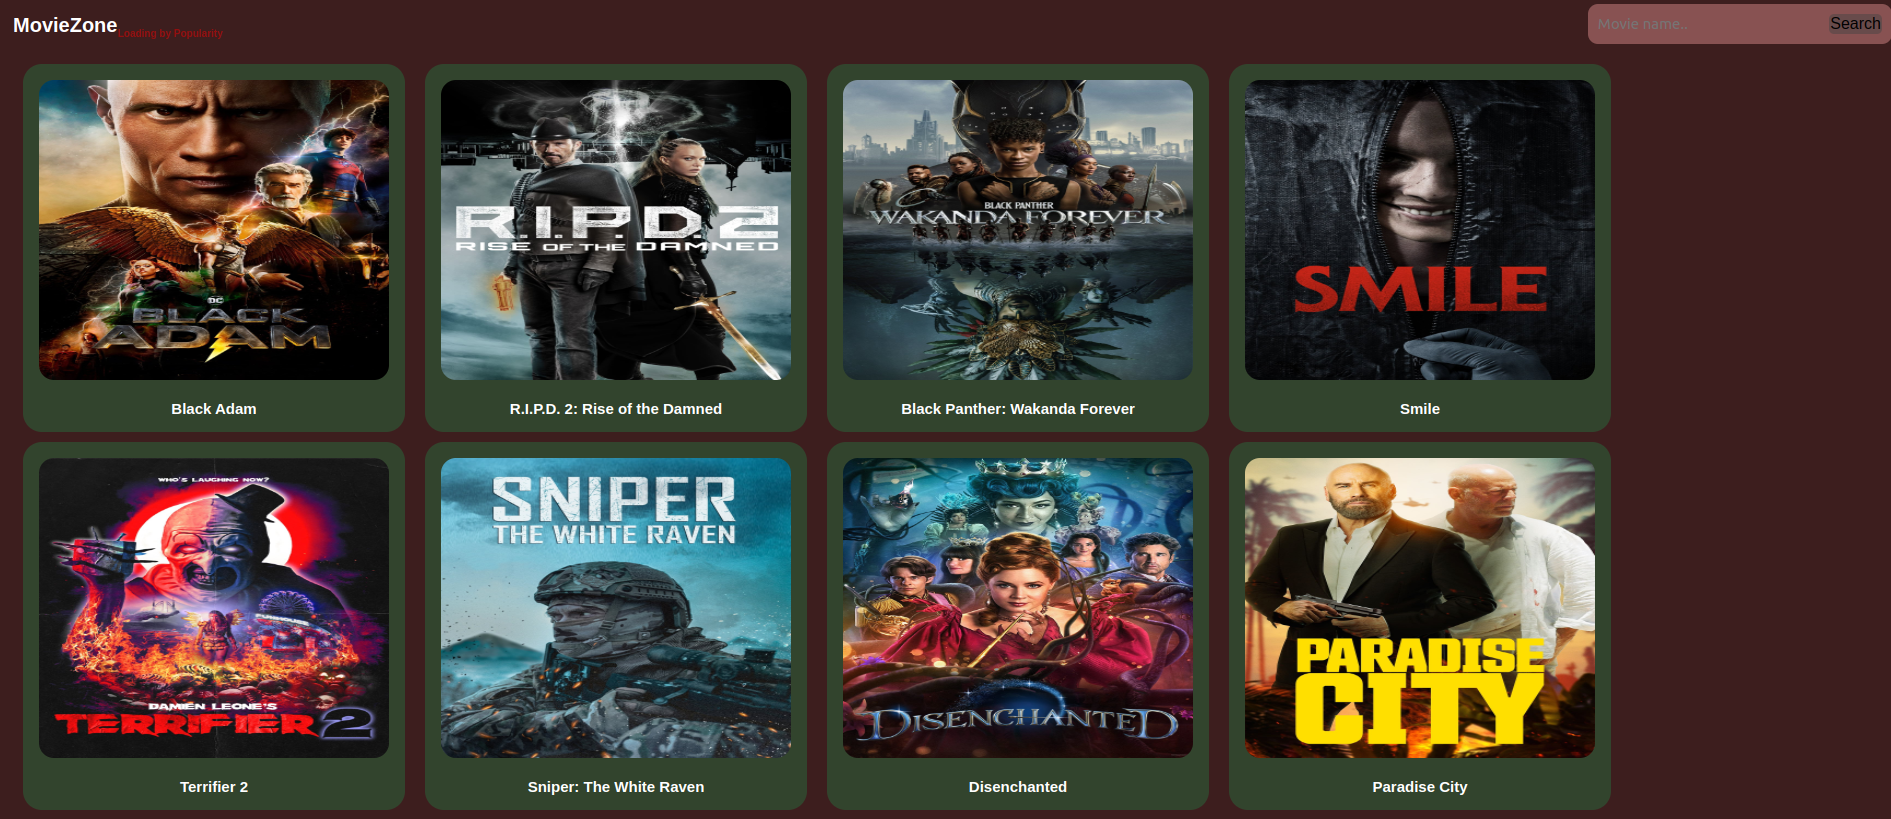 MovieZone
Loading by Popularity
Movie name..
Search
DC
BLACK
ADAM
Black Adam
R.I.P.D.2
RISE OF THE DAMNED
R.I.P.D. 2: Rise of the Damned
BLACK PANTHER
WAKANDA FOREVER
Black Panther: Wakanda Forever
SMILE
Smile
WHO'S LAUGHING NOW?
DAMIEN LEONE'S
TERRIFIER 2
Terrifier 2
SNIPER
THE WHITE RAVEN
Sniper: The White Raven
DISENCHANTED
Disenchanted
PARADISE
CITY
Paradise City